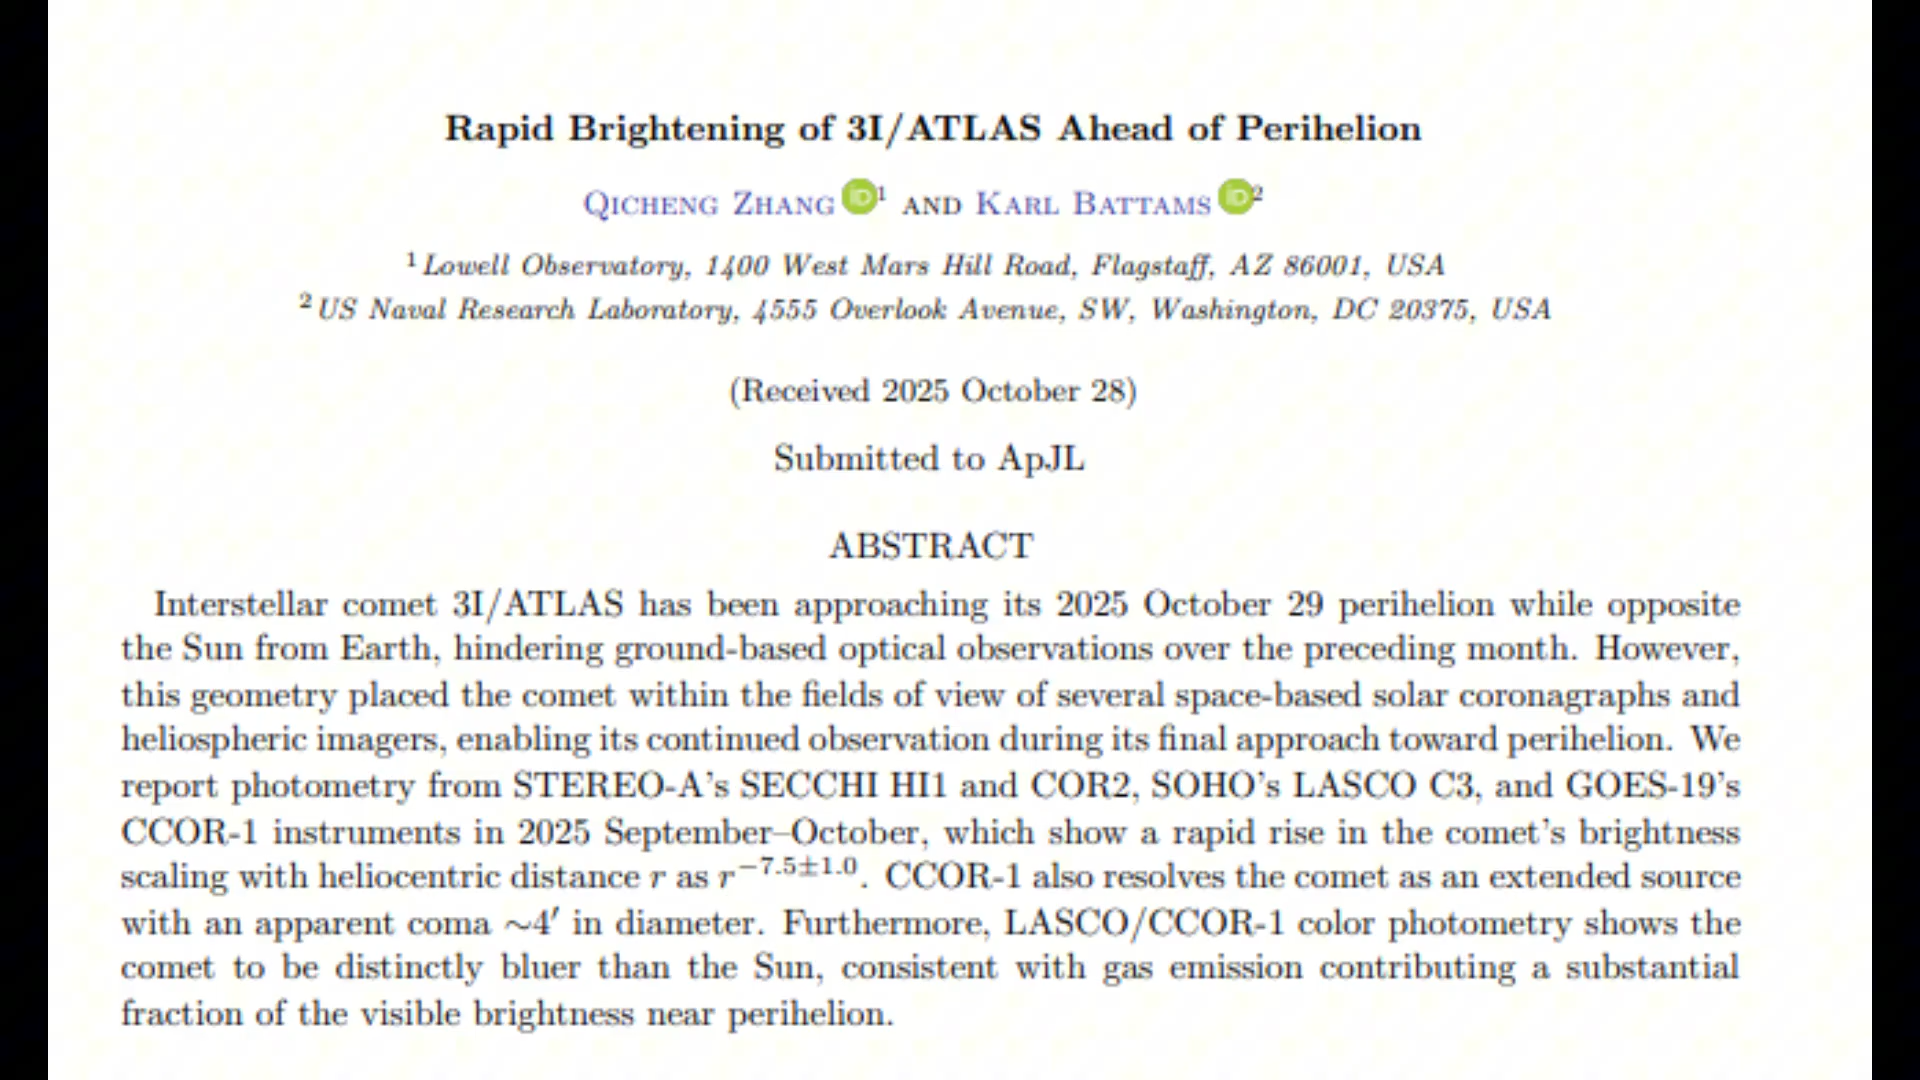 Rapid Brightening of 3I/ATLAS Ahead of Perihelion
Qicheng Zhang iD 1 and Karl Battams iD 2
1 Lowell Observatory, 1400 West Mars Hill Road, Flagstaff, AZ 86001, USA
2 US Naval Research Laboratory, 4555 Overlook Avenue, SW, Washington, DC 20375, USA
(Received 2025 October 28)
Submitted to ApJL
ABSTRACT
Interstellar comet 3I/ATLAS has been approaching its 2025 October 29 perihelion while opposite
the Sun from Earth, hindering ground-based optical observations over the preceding month. However,
this geometry placed the comet within the fields of view of several space-based solar coronagraphs and
heliospheric imagers, enabling its continued observation during its final approach toward perihelion. We
report photometry from STEREO-A's SECCHI HI1 and COR2, SOHO's LASCO C3, and GOES-19's
CCOR-1 instruments in 2025 September–October, which show a rapid rise in the comet's brightness
scaling with heliocentric distance r as r^−7.5±1.0. CCOR-1 also resolves the comet as an extended source
with an apparent coma ~4′ in diameter. Furthermore, LASCO/CCOR-1 color photometry shows the
comet to be distinctly bluer than the Sun, consistent with gas emission contributing a substantial
fraction of the visible brightness near perihelion.